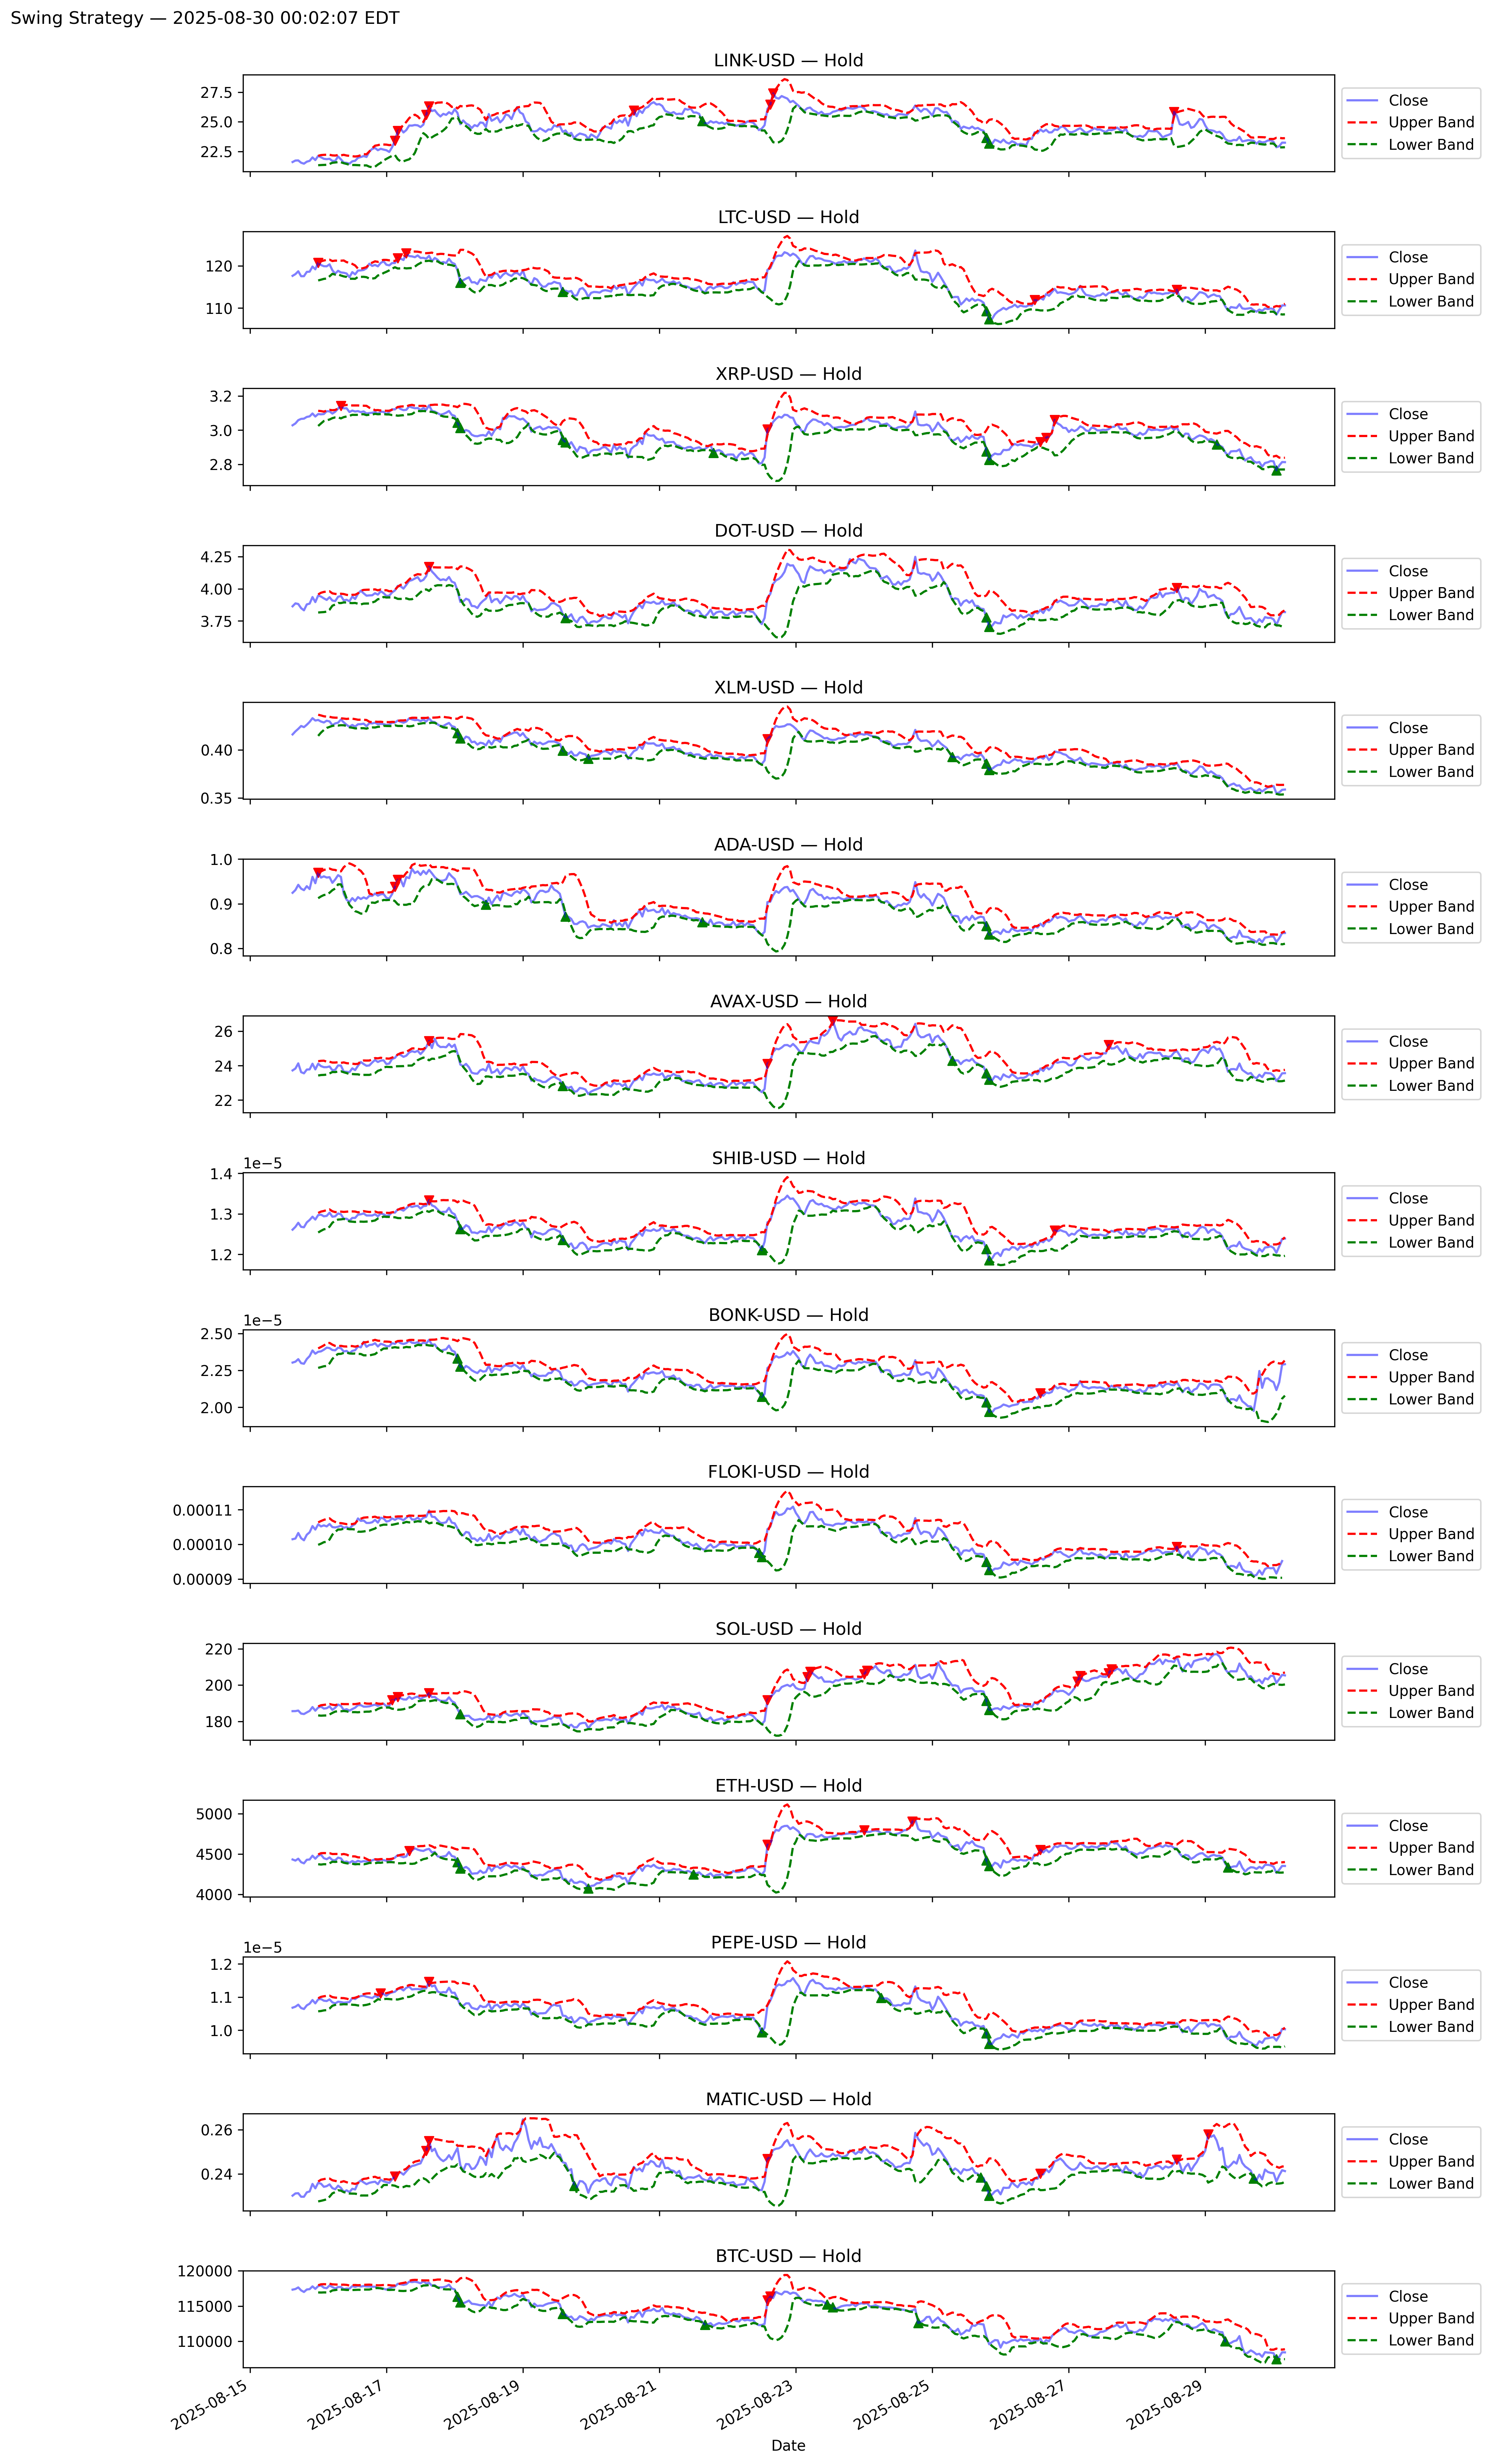 Swing Strategy — 2025-08-30 00:02:07 EDT
LINK-USD — Hold
27.5
25.0
22.5
Close
Upper Band
Lower Band
LTC-USD — Hold
120
110
Close
Upper Band
Lower Band
XRP-USD — Hold
3.2
3.0
2.8
Close
Upper Band
Lower Band
DOT-USD — Hold
4.25
4.00
3.75
Close
Upper Band
Lower Band
XLM-USD — Hold
0.40
0.35
Close
Upper Band
Lower Band
ADA-USD — Hold
1.0
0.9
0.8
Close
Upper Band
Lower Band
AVAX-USD — Hold
26
24
22
Close
Upper Band
Lower Band
SHIB-USD — Hold
1e−5
1.4
1.3
1.2
Close
Upper Band
Lower Band
BONK-USD — Hold
1e−5
2.50
2.25
2.00
Close
Upper Band
Lower Band
FLOKI-USD — Hold
0.00011
0.00010
0.00009
Close
Upper Band
Lower Band
SOL-USD — Hold
220
200
180
Close
Upper Band
Lower Band
ETH-USD — Hold
5000
4500
4000
Close
Upper Band
Lower Band
PEPE-USD — Hold
1e−5
1.2
1.1
1.0
Close
Upper Band
Lower Band
MATIC-USD — Hold
0.26
0.24
Close
Upper Band
Lower Band
BTC-USD — Hold
120000
115000
110000
Close
Upper Band
Lower Band
2025-08-15
2025-08-17
2025-08-19
2025-08-21
2025-08-23
2025-08-25
2025-08-27
2025-08-29
Date